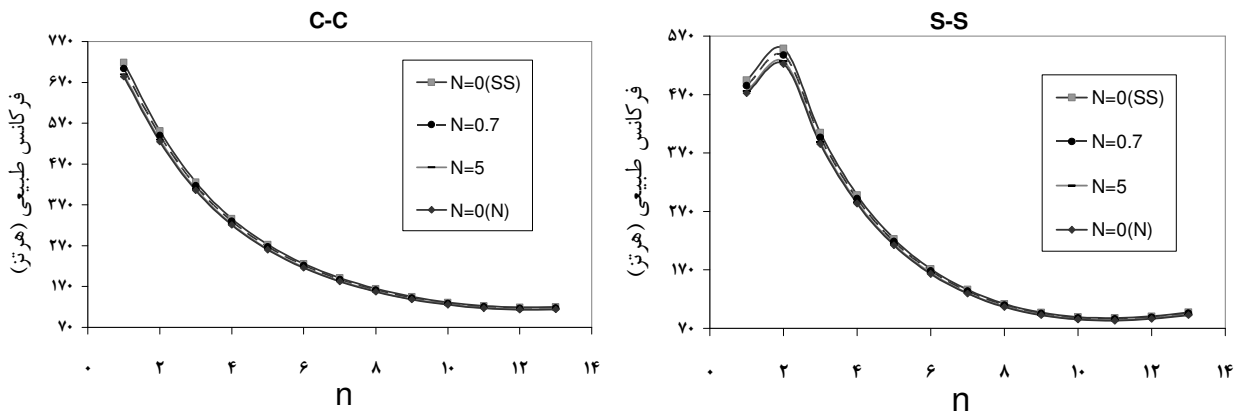 C-C
۷۷۰
۶۷۰
۵۷۰
۴۷۰
۳۷۰
۲۷۰
۱۷۰
۷۰
فرکانس طبیعی (هرتز)
N=0(SS)
N=0.7
N=5
N=0(N)
۰ ۲ ۴ ۶ ۸ ۱۰ ۱۲ ۱۴
n
S-S
۵۷۰
۴۷۰
۳۷۰
۲۷۰
۱۷۰
۷۰
فرکانس طبیعی (هرتز)
N=0(SS)
N=0.7
N=5
N=0(N)
۰ ۲ ۴ ۶ ۸ ۱۰ ۱۲ ۱۴
n